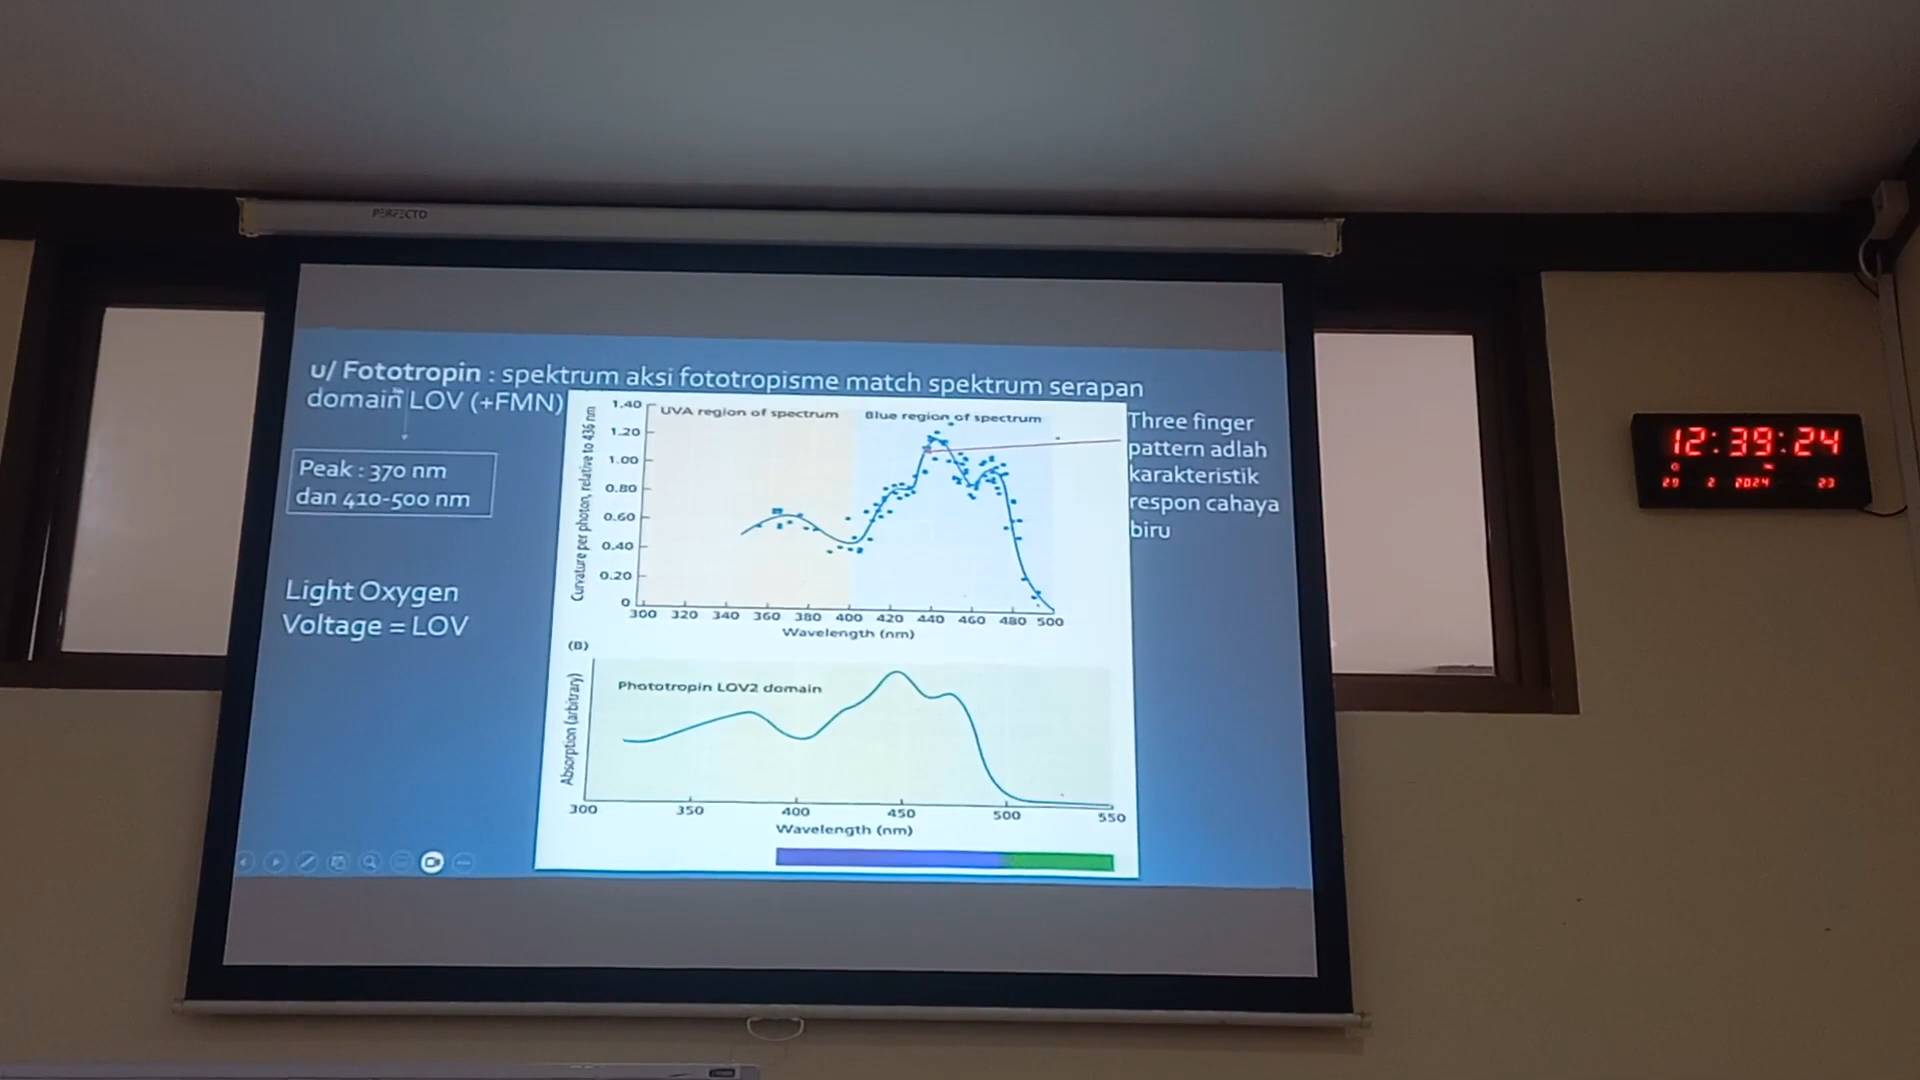 PERFECTO
u/ Fototropin : spektrum aksi fototropisme match spektrum serapan
domain LOV (+FMN)
Peak : 370 nm
dan 410-500 nm
Light Oxygen
Voltage = LOV
UVA region of spectrum
Blue region of spectrum
Curvature per photon, relative to 436 nm
1.40
1.20
1.00
0.80
0.60
0.40
0.20
0
300 320 340 360 380 400 420 440 460 480 500
Wavelength (nm)
Three finger
pattern adlah
karakteristik
respon cahaya
biru
(B)
Phototropin LOV2 domain
Absorption (arbitrary)
300 350 400 450 500 550
Wavelength (nm)
12:39:24
29 2 2024 23